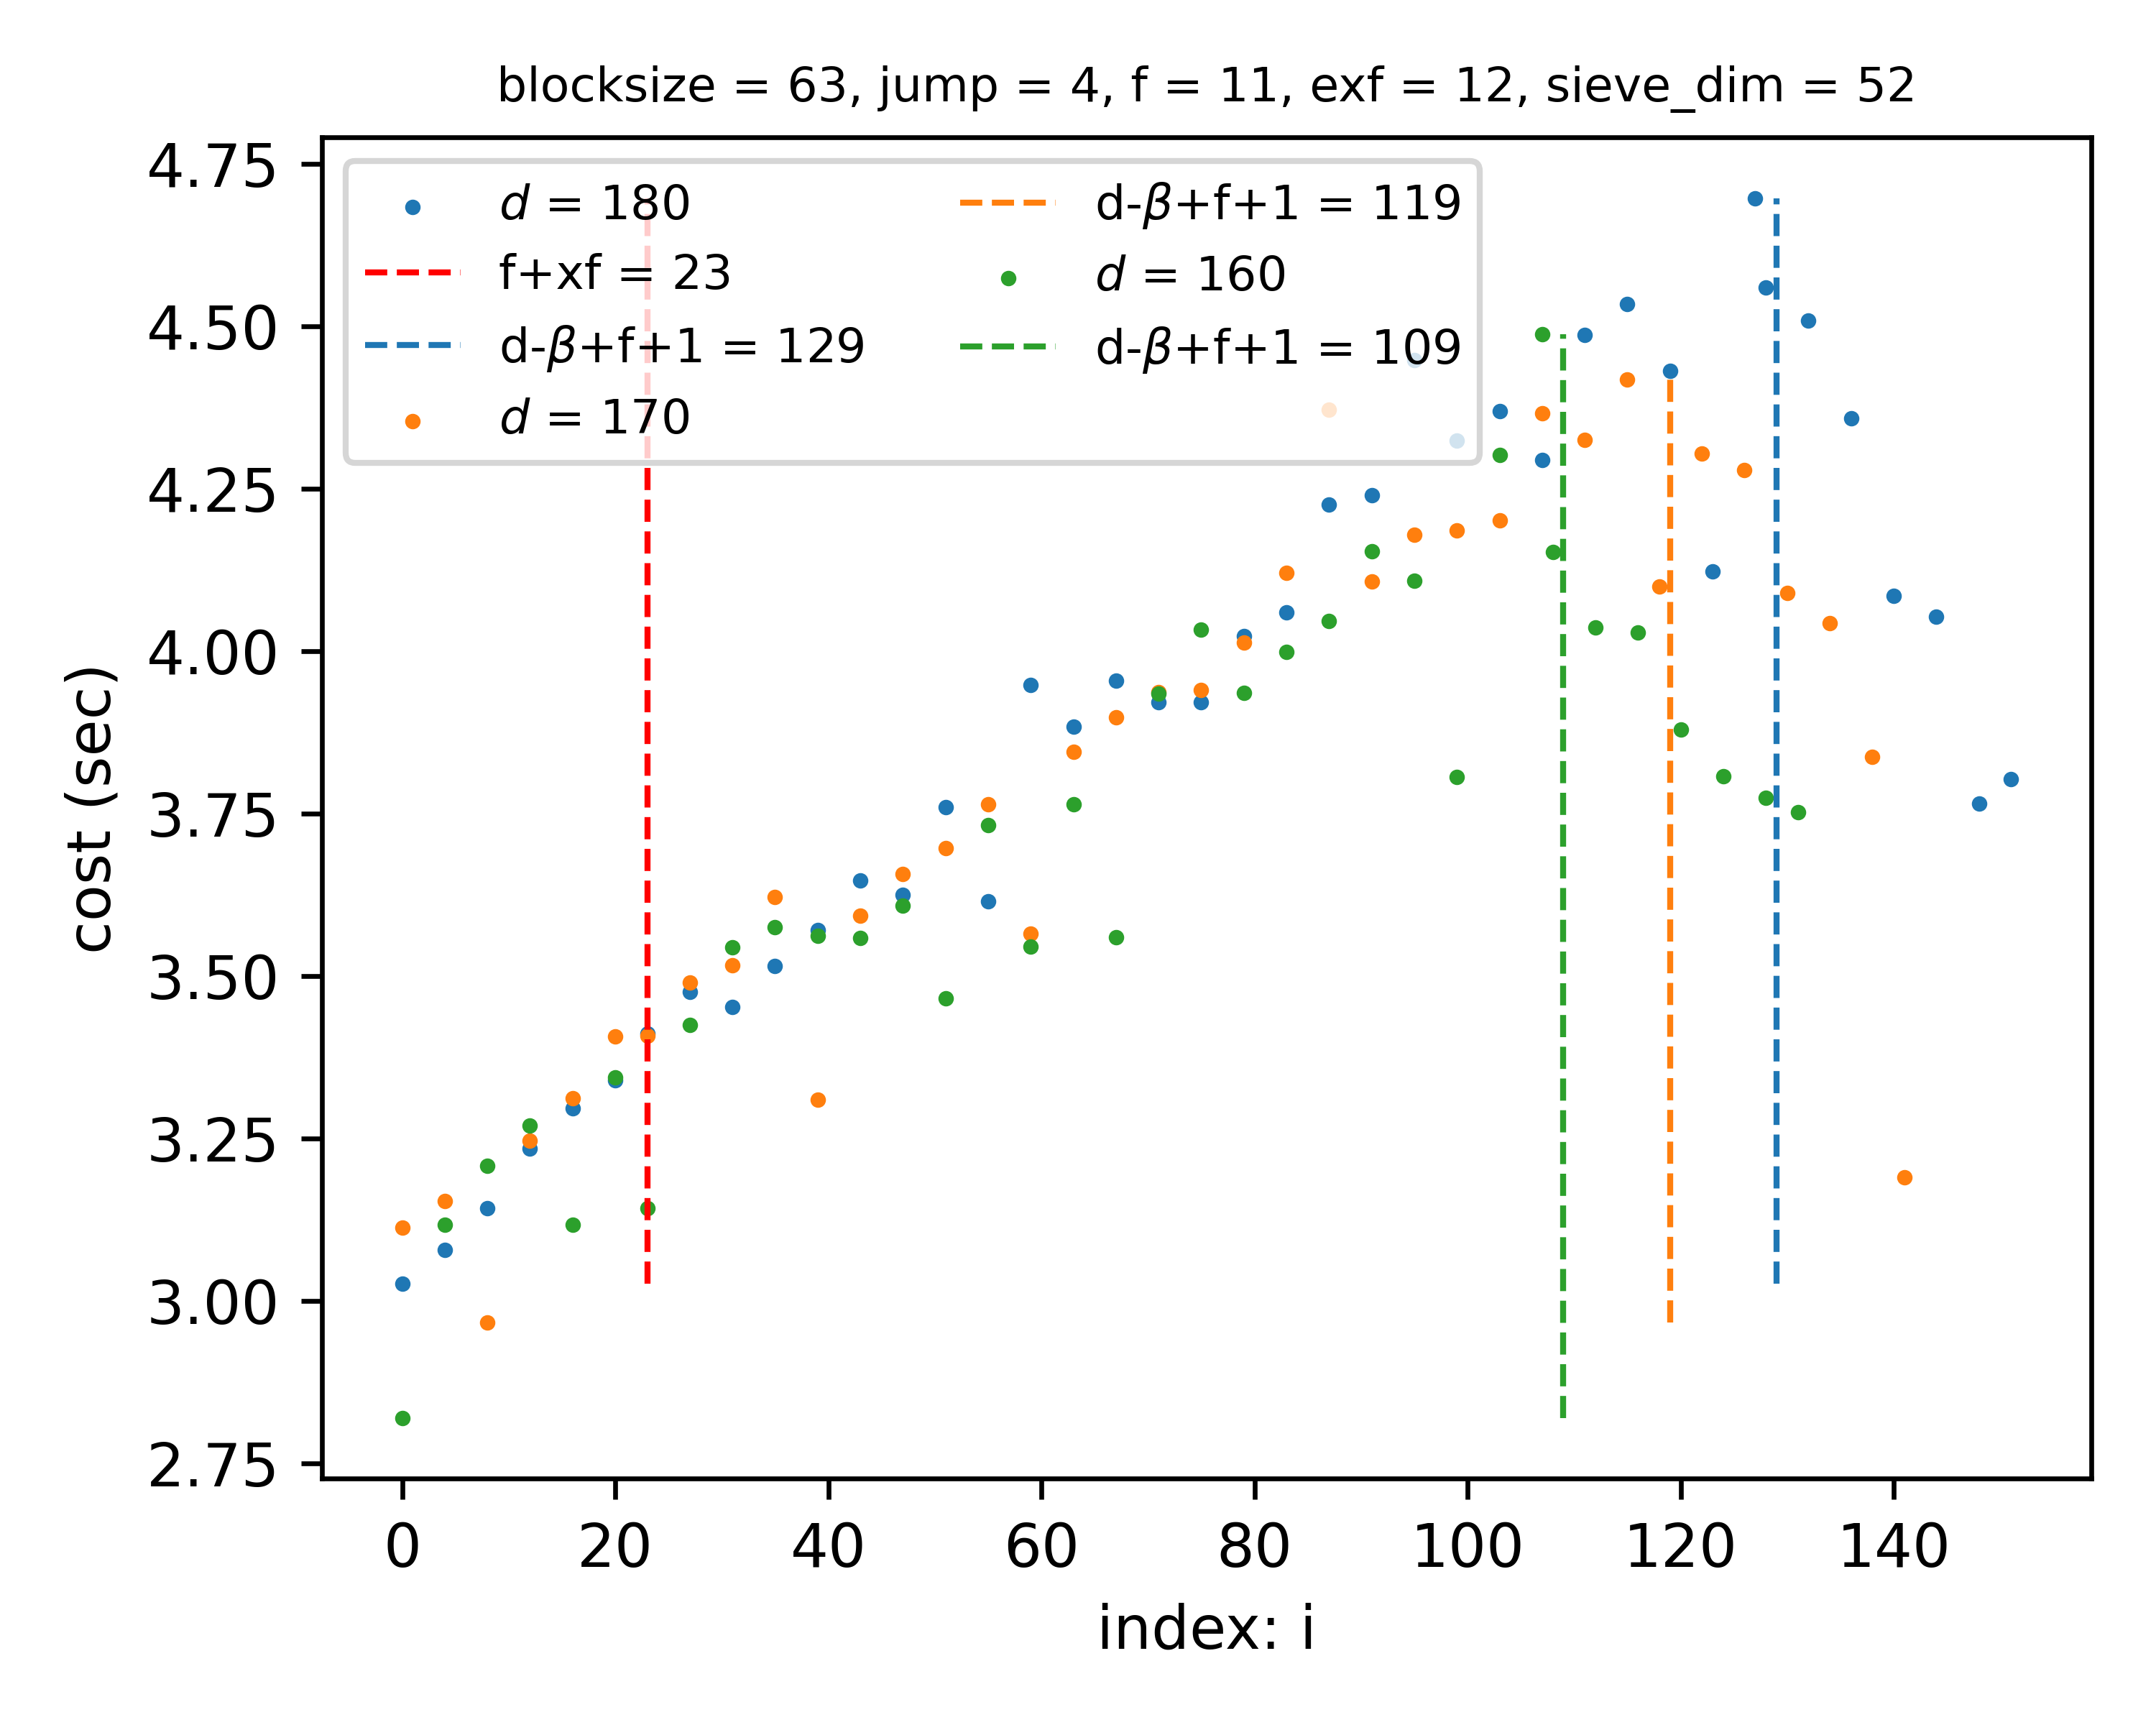 blocksize = 63, jump = 4, f = 11, exf = 12, sieve_dim = 52
4.75
4.50
4.25
4.00
3.75
3.50
3.25
3.00
2.75
cost (sec)
d = 180
f+xf = 23
d-β+f+1 = 129
d = 170
d-β+f+1 = 119
d = 160
d-β+f+1 = 109
0 20 40 60 80 100 120 140
index: i